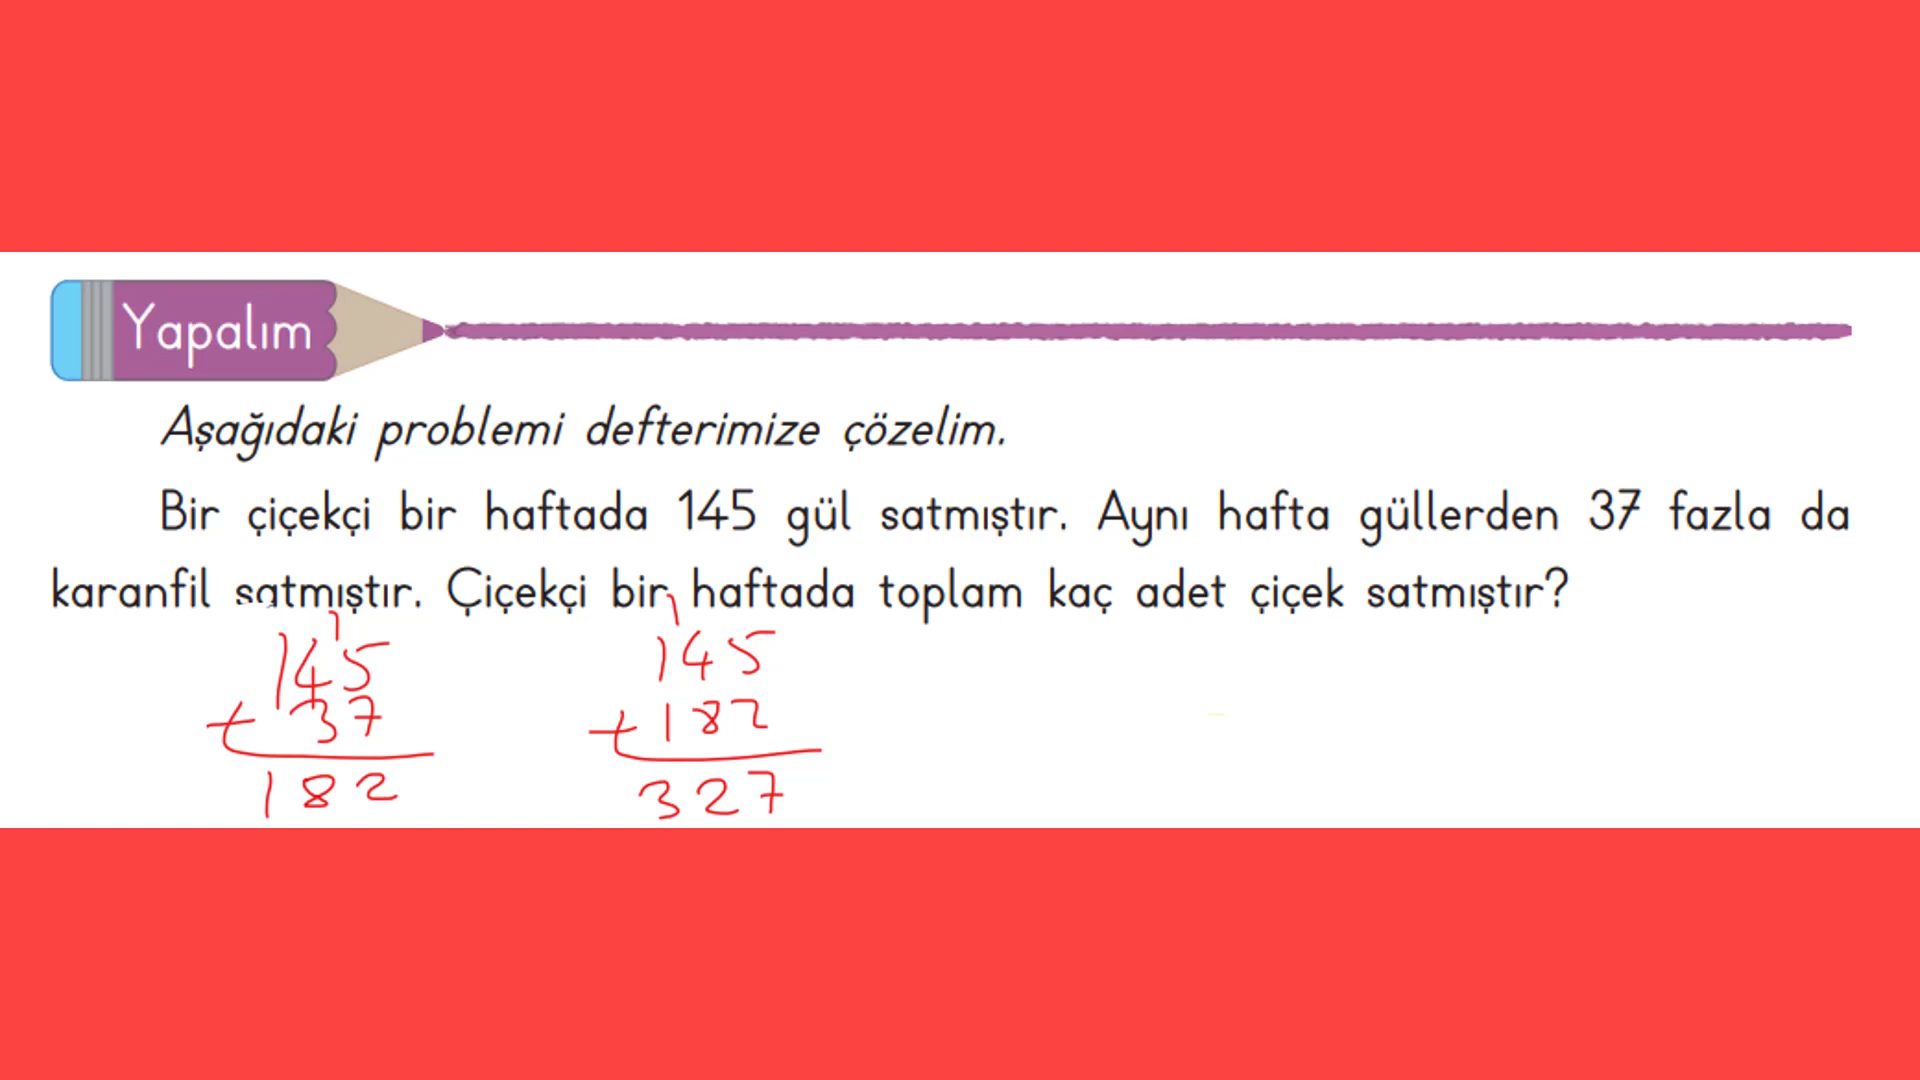 Yapalım
Aşağıdaki problemi defterimize çözelim.
Bir çiçekçi bir haftada 145 gül satmıştır. Aynı hafta güllerden 37 fazla da
karanfil satmıştır. Çiçekçi bir haftada toplam kaç adet çiçek satmıştır?
1 1
145 145
+ 37 + 182
182 327